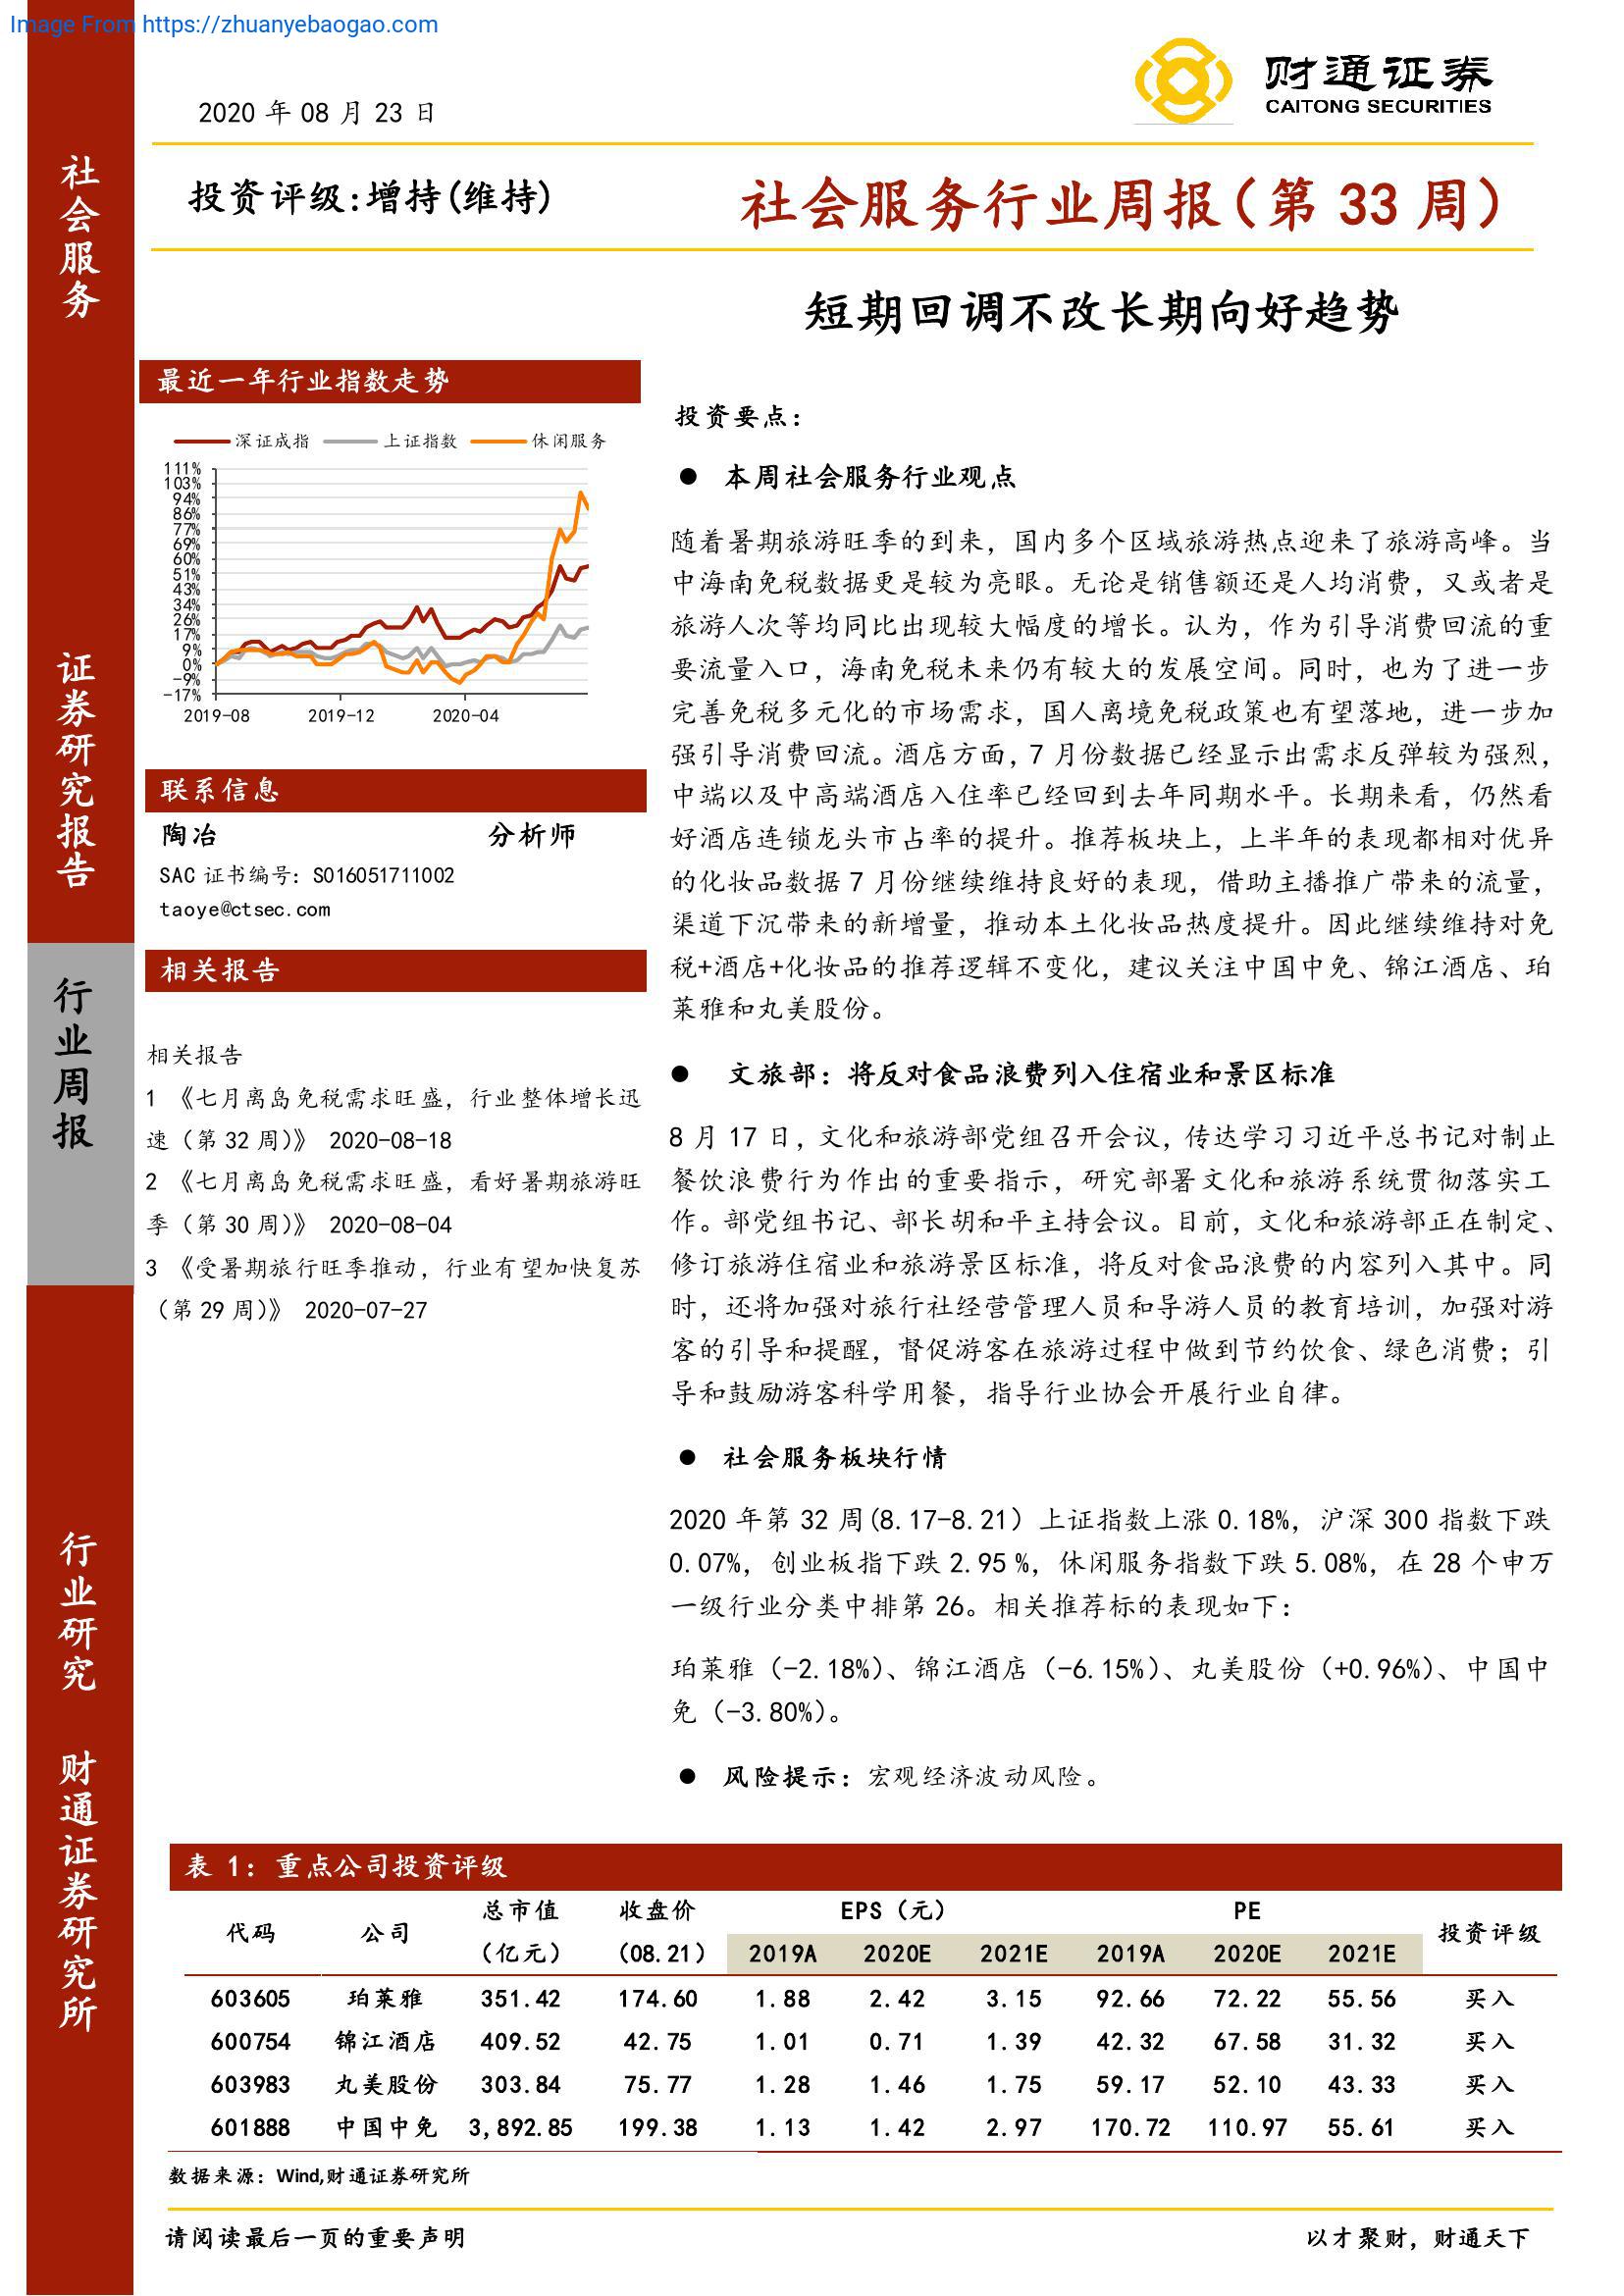 Image From https://zhuanyebaogao.com
财通证券
CAITONG SECURITIES
2020 年 08 月 23 日
投资评级:增持(维持)
社会服务行业周报(第 33 周)
短期回调不改长期向好趋势
社会服务
证券研究报告
行业周报
行业研究
财通证券研究所
最近一年行业指数走势
深证成指 上证指数 休闲服务
111%
103%
94%
86%
77%
69%
60%
51%
43%
34%
26%
17%
9%
0%
-9%
-17%
2019-08 2019-12 2020-04
联系信息
陶冶 分析师
SAC 证书编号: S016051711002
taoye@ctsec.com
相关报告
相关报告
1 《七月离岛免税需求旺盛，行业整体增长迅
速（第 32 周）》 2020-08-18
2 《七月离岛免税需求旺盛，看好暑期旅游旺
季（第 30 周）》 2020-08-04
3 《受暑期旅行旺季推动，行业有望加快复苏
（第 29 周）》 2020-07-27
投资要点:
● 本周社会服务行业观点
随着暑期旅游旺季的到来，国内多个区域旅游热点迎来了旅游高峰。当
中海南免税数据更是较为亮眼。无论是销售额还是人均消费，又或者是
旅游人次等均同比出现较大幅度的增长。认为，作为引导消费回流的重
要流量入口，海南免税未来仍有较大的发展空间。同时，也为了进一步
完善免税多元化的市场需求，国人离境免税政策也有望落地，进一步加
强引导消费回流。酒店方面，7 月份数据已经显示出需求反弹较为强烈，
中端以及中高端酒店入住率已经回到去年同期水平。长期来看，仍然看
好酒店连锁龙头市占率的提升。推荐板块上，上半年的表现都相对优异
的化妆品数据 7 月份继续维持良好的表现，借助主播推广带来的流量，
渠道下沉带来的新增量，推动本土化妆品热度提升。因此继续维持对免
税+酒店+化妆品的推荐逻辑不变化，建议关注中国中免、锦江酒店、珀
莱雅和丸美股份。
● 文旅部：将反对食品浪费列入住宿业和景区标准
8 月 17 日，文化和旅游部党组召开会议，传达学习习近平总书记对制止
餐饮浪费行为作出的重要指示，研究部署文化和旅游系统贯彻落实工
作。部党组书记、部长胡和平主持会议。目前，文化和旅游部正在制定、
修订旅游住宿业和旅游景区标准，将反对食品浪费的内容列入其中。同
时，还将加强对旅行社经营管理人员和导游人员的教育培训，加强对游
客的引导和提醒，督促游客在旅游过程中做到节约饮食、绿色消费；引
导和鼓励游客科学用餐，指导行业协会开展行业自律。
● 社会服务板块行情
2020 年第 32 周(8.17-8.21) 上证指数上涨 0.18%，沪深 300 指数下跌
0.07%，创业板指下跌 2.95 %，休闲服务指数下跌 5.08%，在 28 个申万
一级行业分类中排第 26。相关推荐标的表现如下：
珀莱雅（-2.18%）、锦江酒店（-6.15%）、丸美股份（+0.96%）、中国中
免（-3.80%）。
● 风险提示：宏观经济波动风险。
表 1：重点公司投资评级
代码 公司 总市值（亿元） 收盘价（08.21） EPS（元） PE 投资评级
2019A 2020E 2021E 2019A 2020E 2021E
603605 珀莱雅 351.42 174.60 1.88 2.42 3.15 92.66 72.22 55.56 买入
600754 锦江酒店 409.52 42.75 1.01 0.71 1.39 42.32 67.58 31.32 买入
603983 丸美股份 303.84 75.77 1.28 1.46 1.75 59.17 52.10 43.33 买入
601888 中国中免 3,892.85 199.38 1.13 1.42 2.97 170.72 110.97 55.61 买入
数据来源：Wind,财通证券研究所
请阅读最后一页的重要声明
以才聚财，财通天下